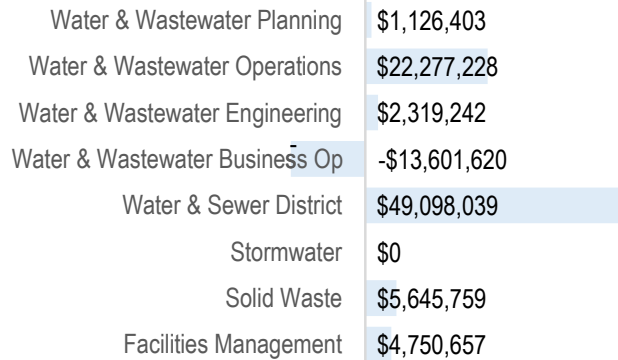 Water & Wastewater Planning $1,126,403
Water & Wastewater Operations $22,277,228
Water & Wastewater Engineering $2,319,242
Water & Wastewater Business Op -$13,601,620
Water & Sewer District $49,098,039
Stormwater $0
Solid Waste $5,645,759
Facilities Management $4,750,657